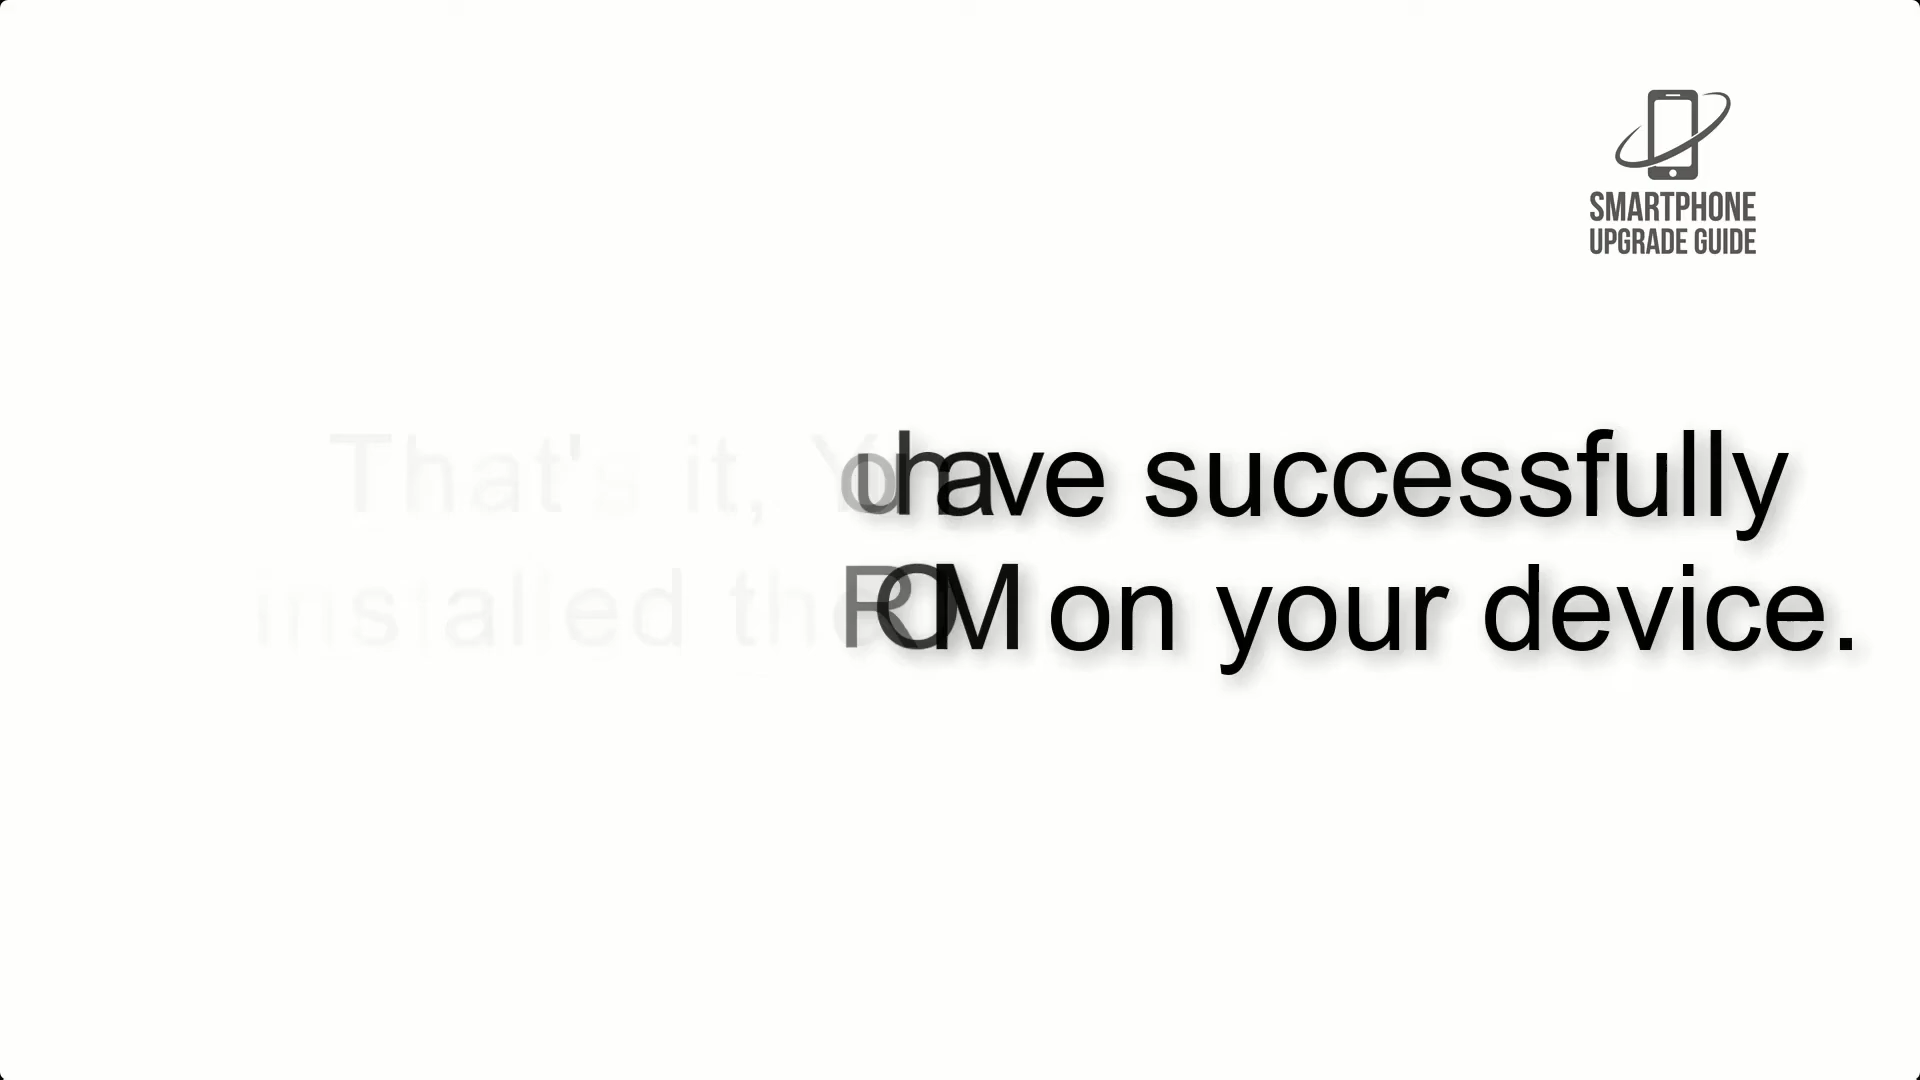 SMARTPHONE
UPGRADE GUIDE
That's it, You have successfully
installed the ROM on your device.